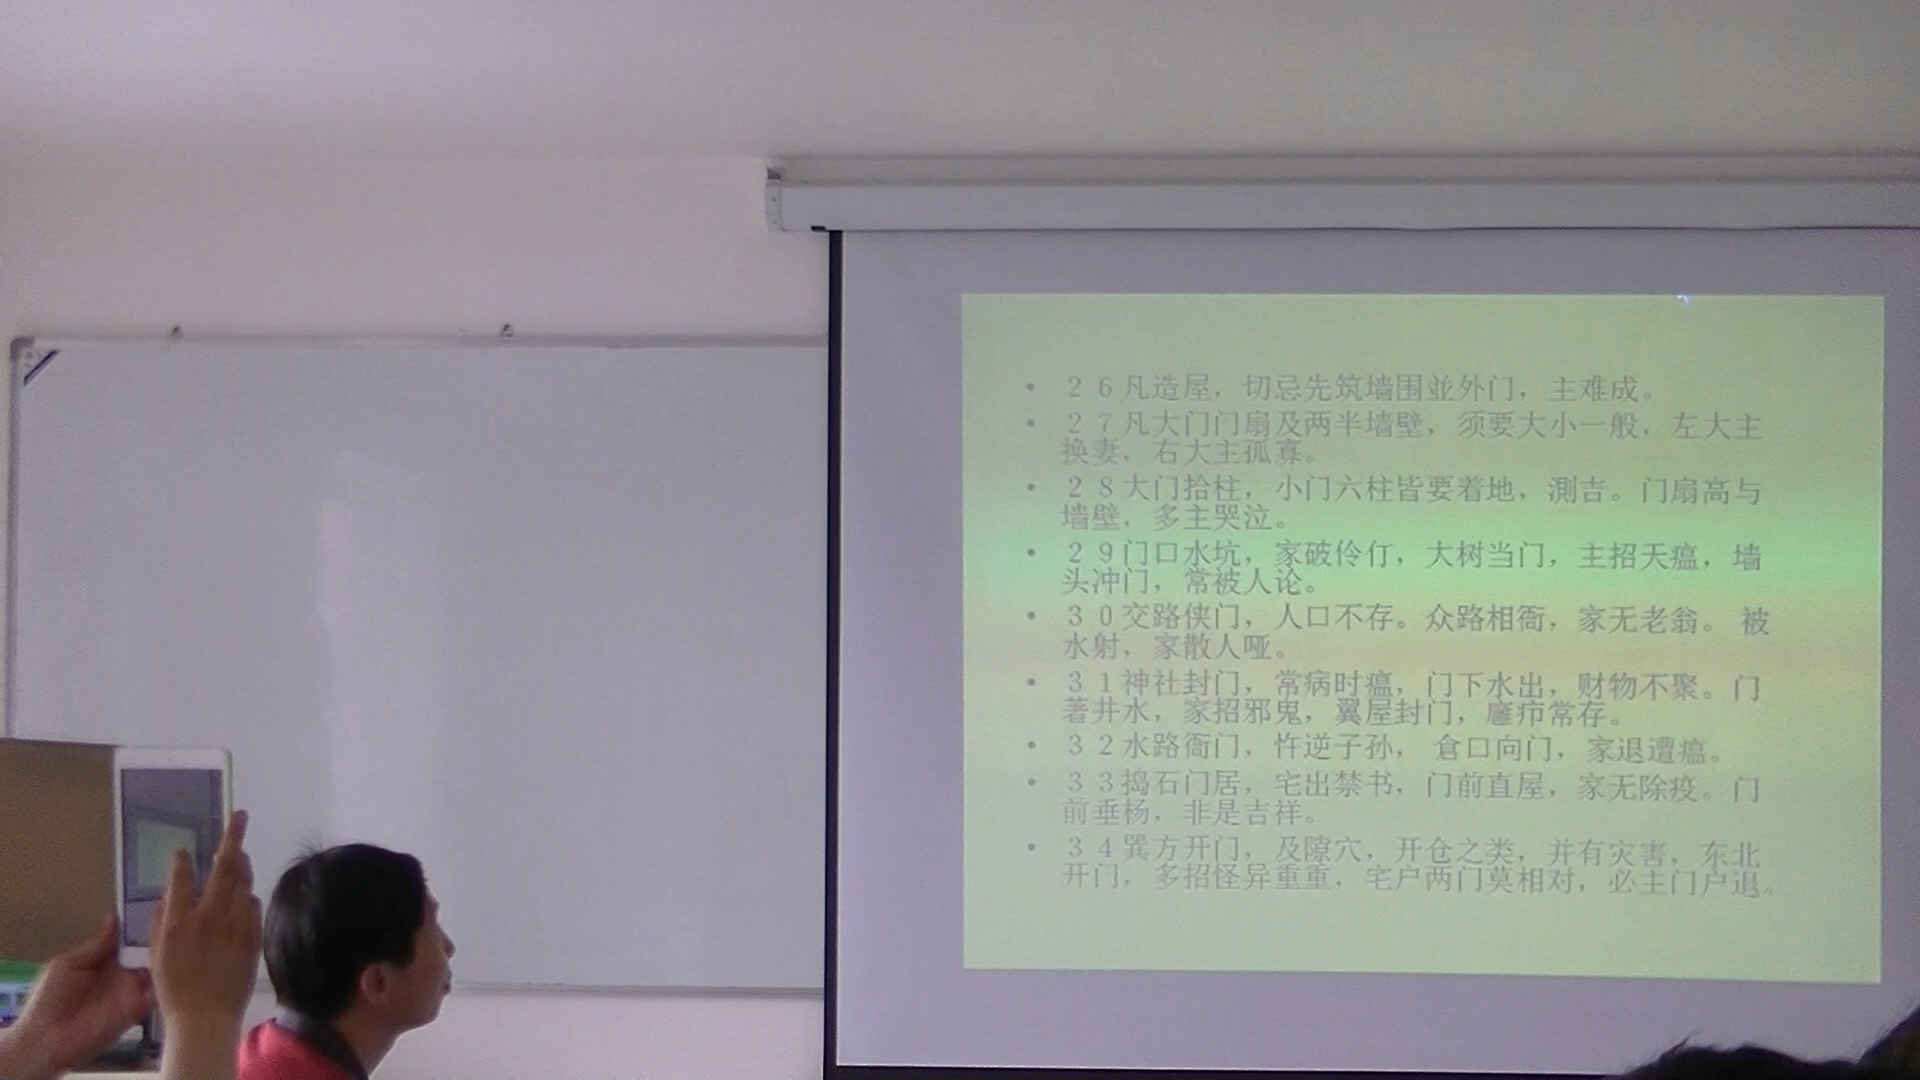 • 26凡造屋，切忌先筑墙围並外门，主难成。
• 27凡大门门扇及两半墙壁，须要大小一般，左大主
换妻，右大主孤寡。
• 28大门拾柱，小门六柱皆要着地，测吉。门扇高与
墙壁，多主哭泣。
• 29门口水坑，家破伶仃，大树当门，主招天瘟，墙
头冲门，常被人论。
• 30交路侠门，人口不存。众路相衙，家无老翁。 被
水射，家散人哑。
• 31神社封门，常病时瘟，门下水出，财物不聚。门
著井水，家招邪鬼，翼屋封门，常存。
• 32水路衙门，忤逆子孙， 倉口向门，家退遭瘟。
• 33捣石门居，宅出禁书，门前直屋，家无除疫。门
前垂杨，非是吉祥。
• 34巽方开门，及隙穴，开仓之类，并有灾害，东北
开门，多招怪异重重，宅户两门莫相对，必主门户退。